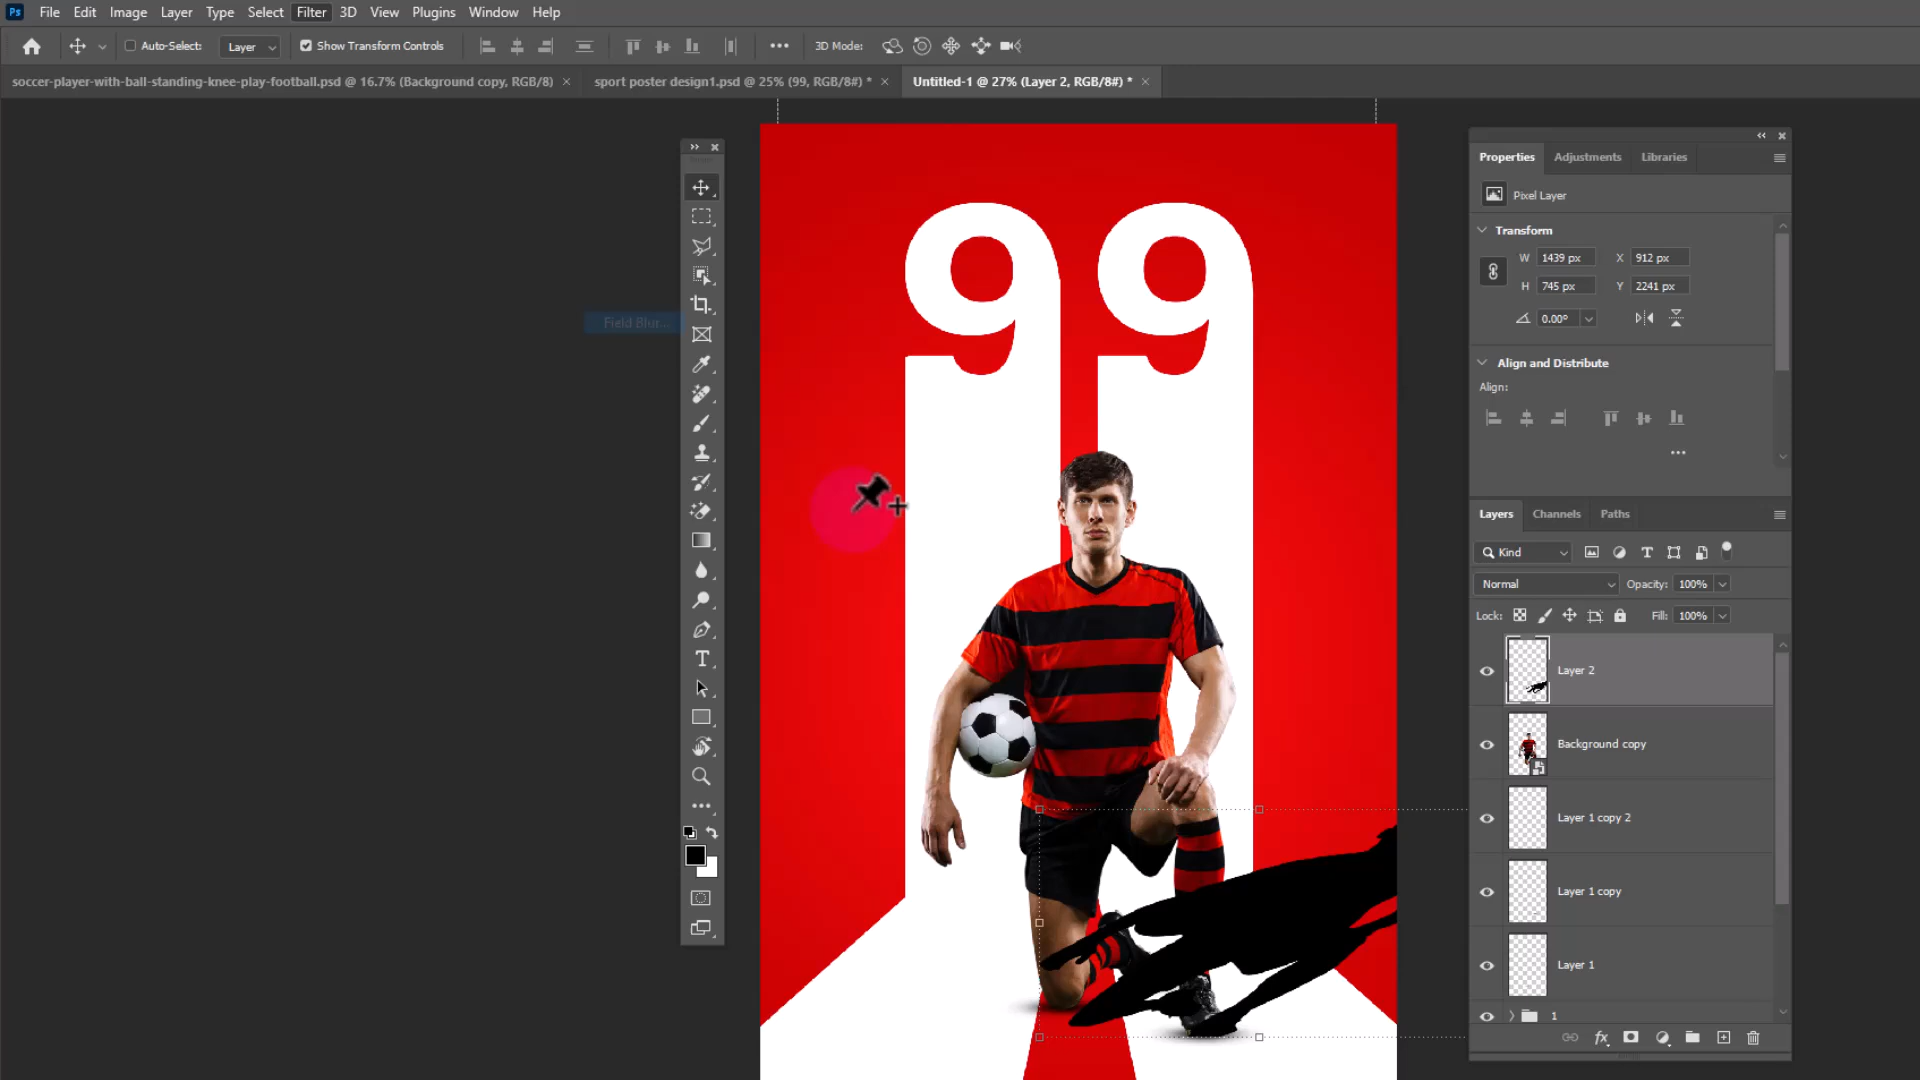 Ps File Edit Image Layer Type Select Filter 3D View Plugins Window Help
Auto-Select: Layer Show Transform Controls 3D Mode:
soccer-player-with-ball-standing-knee-play-football.psd @ 16.7% (Background copy, RGB/8) × sport poster design1.psd @ 25% (99, RGB/8#) * × Untitled-1 @ 27% (Layer 2, RGB/8#) * ×
Field Blur...
99
Properties Adjustments Libraries
Pixel Layer
Transform
W 1439 px X 912 px
H 745 px Y 2241 px
0.00°
Align and Distribute
Align:
Layers Channels Paths
Kind
Normal Opacity: 100%
Lock: Fill: 100%
Layer 2
Background copy
Layer 1 copy 2
Layer 1 copy
Layer 1
1
fx